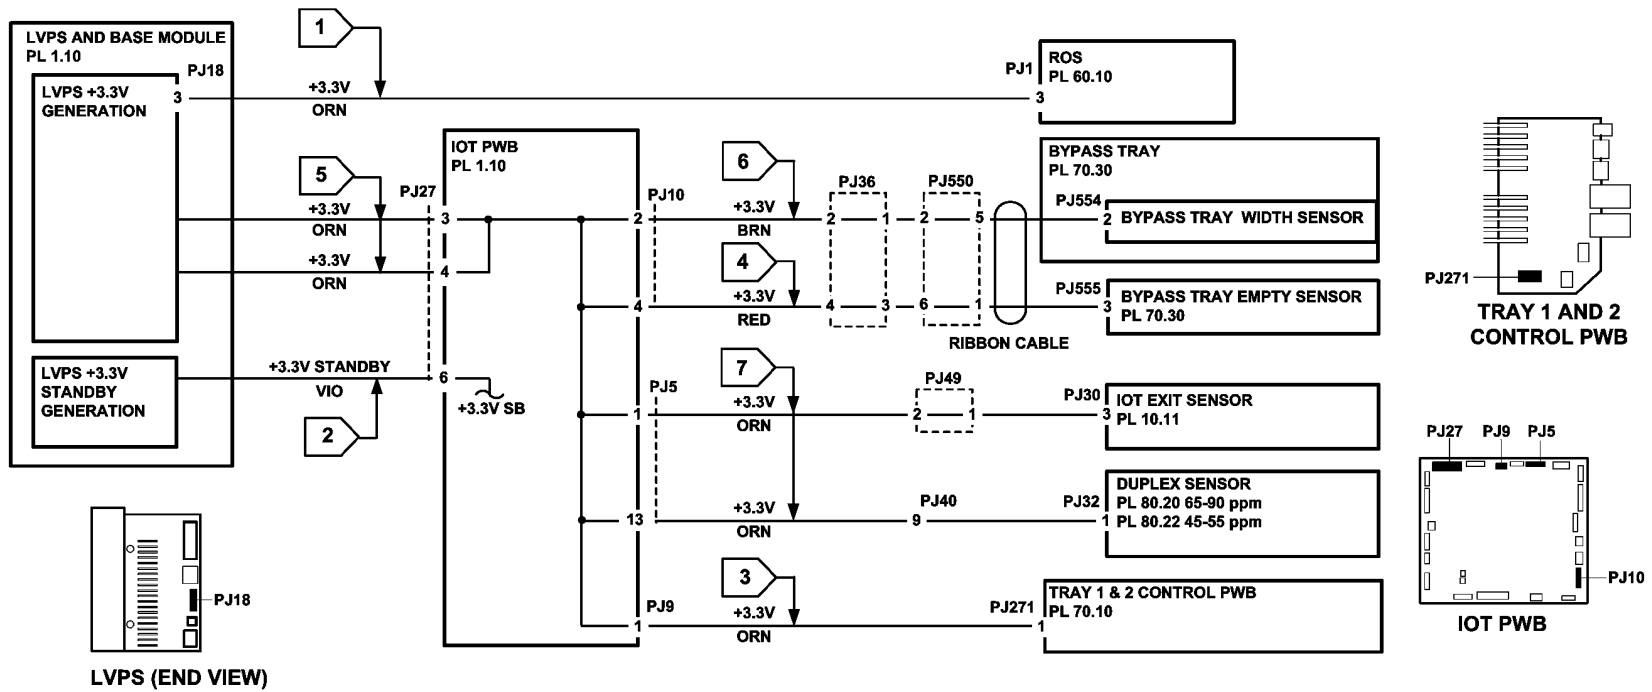 LVPS AND BASE MODULE
PL 1.10
LVPS +3.3V
GENERATION
PJ18
3
1
+3.3V
ORN
PJ1
3
ROS
PL 60.10
5
+3.3V
ORN
+3.3V
ORN
PJ27
3
4
IOT PWB
PL 1.10
LVPS +3.3V
STANDBY
GENERATION
+3.3V STANDBY
VIO
2
6
+3.3V SB
PJ10
2
6
+3.3V
BRN
PJ36
2
1
PJ550
2
5
BYPASS TRAY
PL 70.30
PJ554
2
BYPASS TRAY WIDTH SENSOR
4
4
+3.3V
RED
4
3
6
1
RIBBON CABLE
PJ555
3
BYPASS TRAY EMPTY SENSOR
PL 70.30
PJ5
1
7
+3.3V
ORN
PJ49
2
1
PJ30
3
IOT EXIT SENSOR
PL 10.11
13
+3.3V
ORN
PJ40
9
PJ32
1
DUPLEX SENSOR
PL 80.20 65-90 ppm
PL 80.22 45-55 ppm
PJ9
1
3
+3.3V
ORN
PJ271
1
TRAY 1 & 2 CONTROL PWB
PL 70.10
PJ271
TRAY 1 AND 2
CONTROL PWB
PJ27
PJ9
PJ5
PJ10
IOT PWB
PJ18
LVPS (END VIEW)